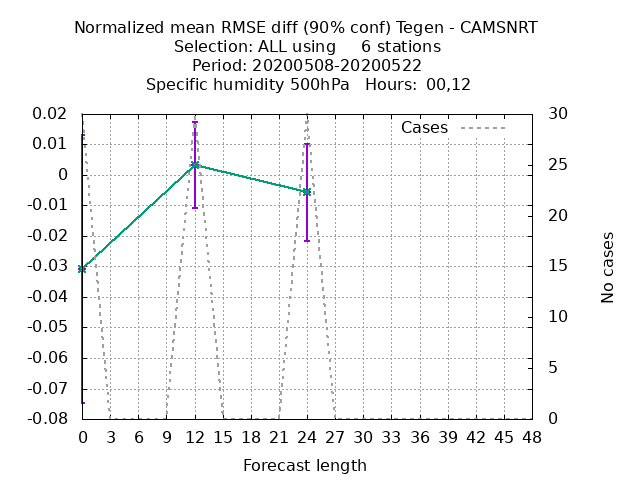 Normalized mean RMSE diff (90% conf) Tegen - CAMSNRT
Selection: ALL using     6 stations
Period: 20200508-20200522
Specific humidity 500hPa   Hours:  00,12
Cases
0.02
0.01
0
-0.01
-0.02
-0.03
-0.04
-0.05
-0.06
-0.07
-0.08
30
25
20
15
10
5
0
No cases
0 3 6 9 12 15 18 21 24 27 30 33 36 39 42 45 48
Forecast length